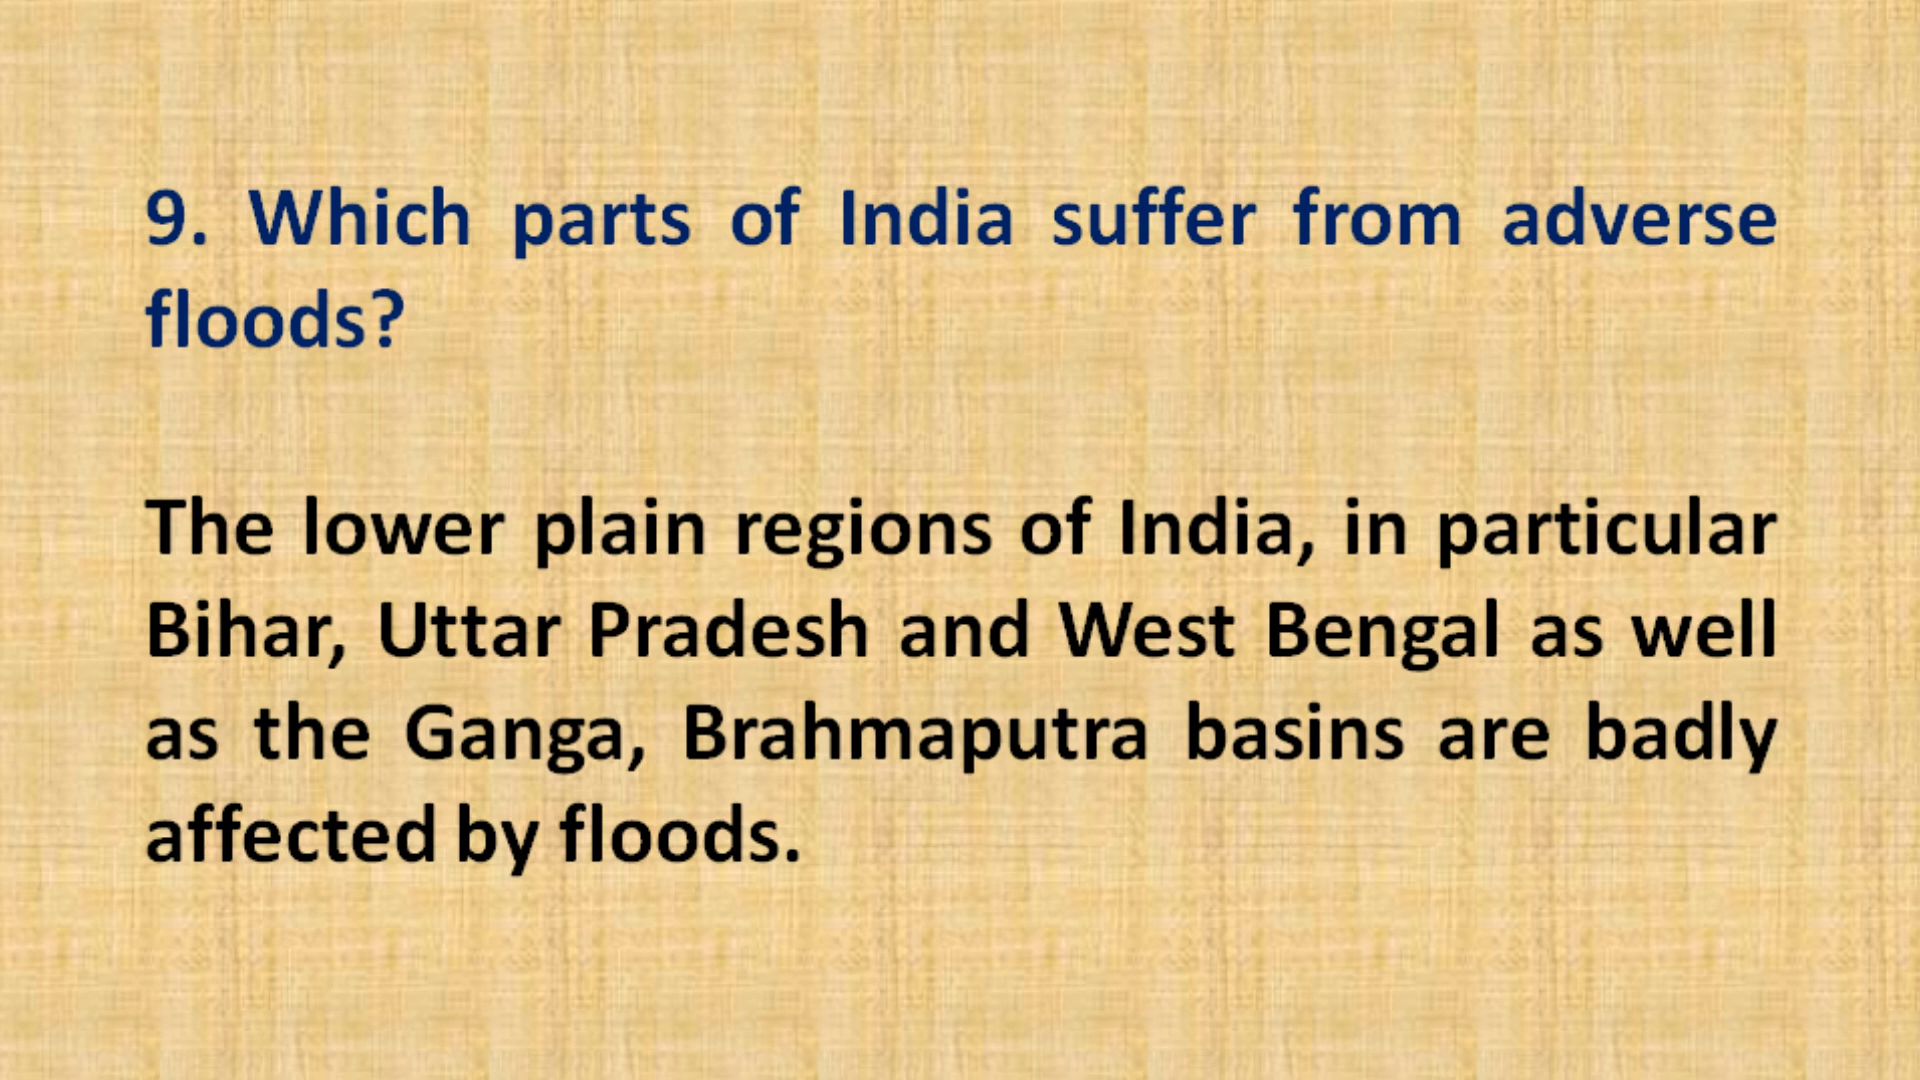 9. Which parts of India suffer from adverse
floods?
The lower plain regions of India, in particular
Bihar, Uttar Pradesh and West Bengal as well
as the Ganga, Brahmaputra basins are badly
affected by floods.